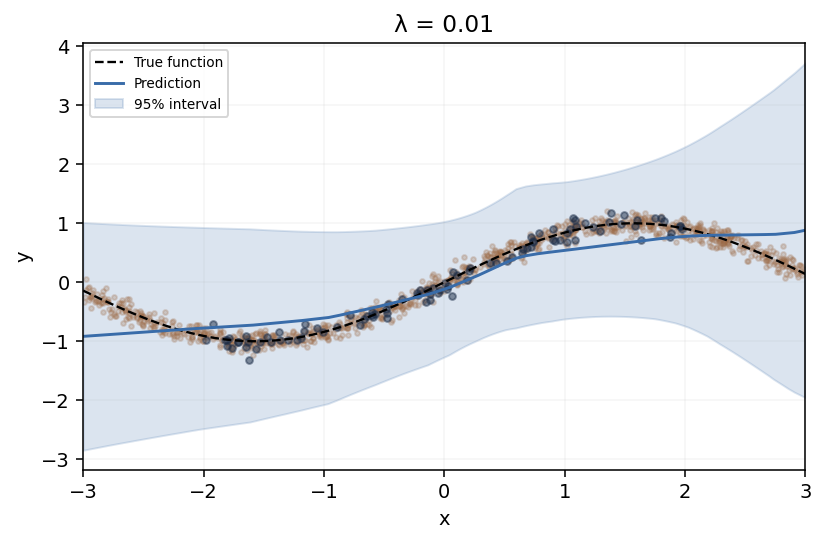 λ = 0.01
True function
Prediction
95% interval
y
4
3
2
1
0
−1
−2
−3
−3 −2 −1 0 1 2 3
x